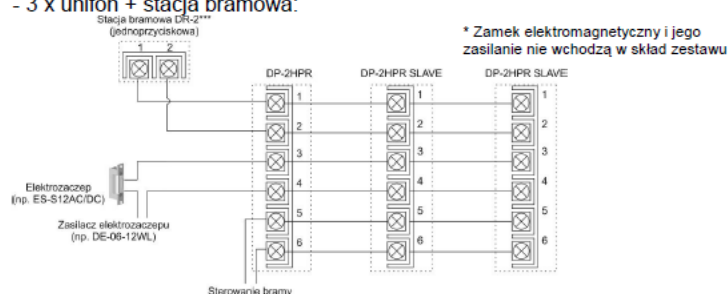 - 3 x unifon + stacja bramowa:
Stacja bramowa DR-2***
(jednoprzyciskowa)
* Zamek elektromagnetyczny i jego
zasilanie nie wchodzą w skład zestawu
1 2
DP-2HPR
DP-2HPR SLAVE
DP-2HPR SLAVE
1 1 1
2 2 2
3 3 3
4 4 4
5 5 5
6 6 6
Elektrozaczep
(np. ES-S12AC/DC)
Zasilacz elektrozaczepu
(np. DE-06-12WL)
Sterowanie bramy